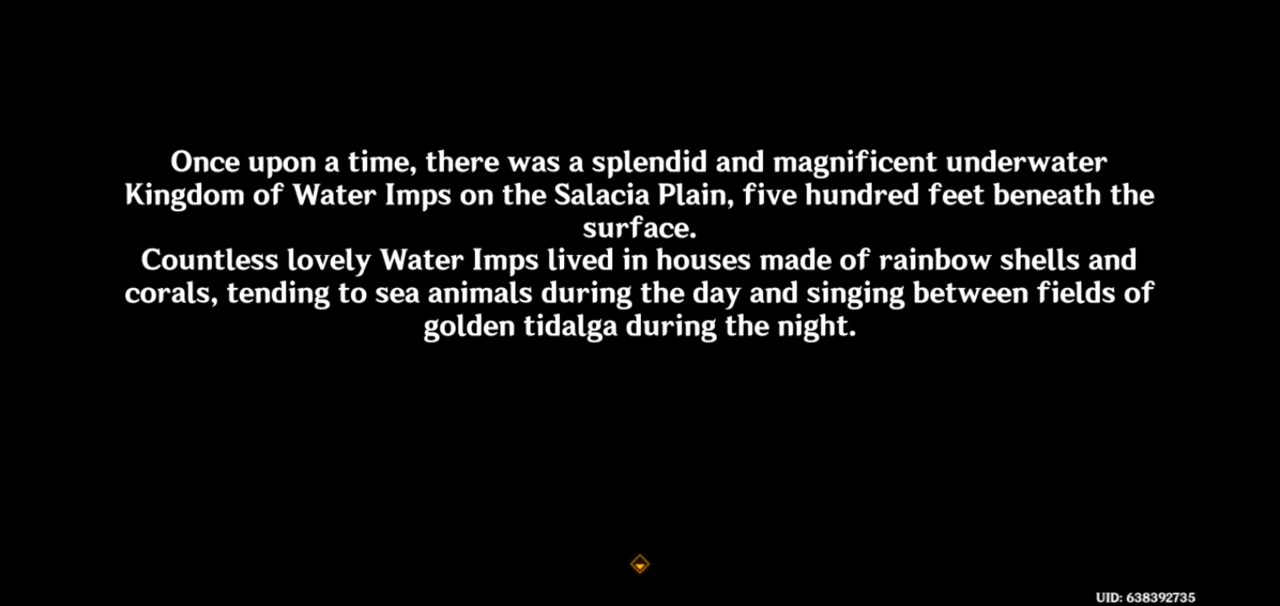 Once upon a time, there was a splendid and magnificent underwater
Kingdom of Water Imps on the Salacia Plain, five hundred feet beneath the
surface.
Countless lovely Water Imps lived in houses made of rainbow shells and
corals, tending to sea animals during the day and singing between fields of
golden tidalga during the night.
UID: 638392735